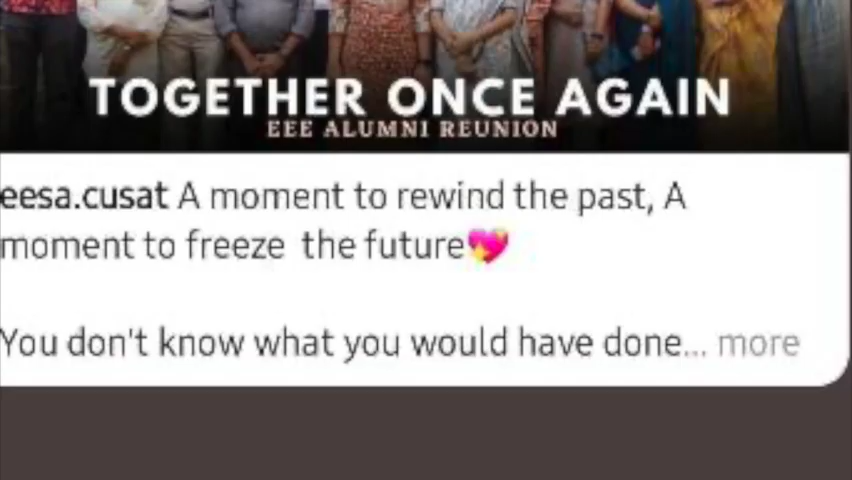 TOGETHER ONCE AGAIN
EEE ALUMNI REUNION
eesa.cusat A moment to rewind the past, A
moment to freeze the future💖
You don't know what you would have done... more